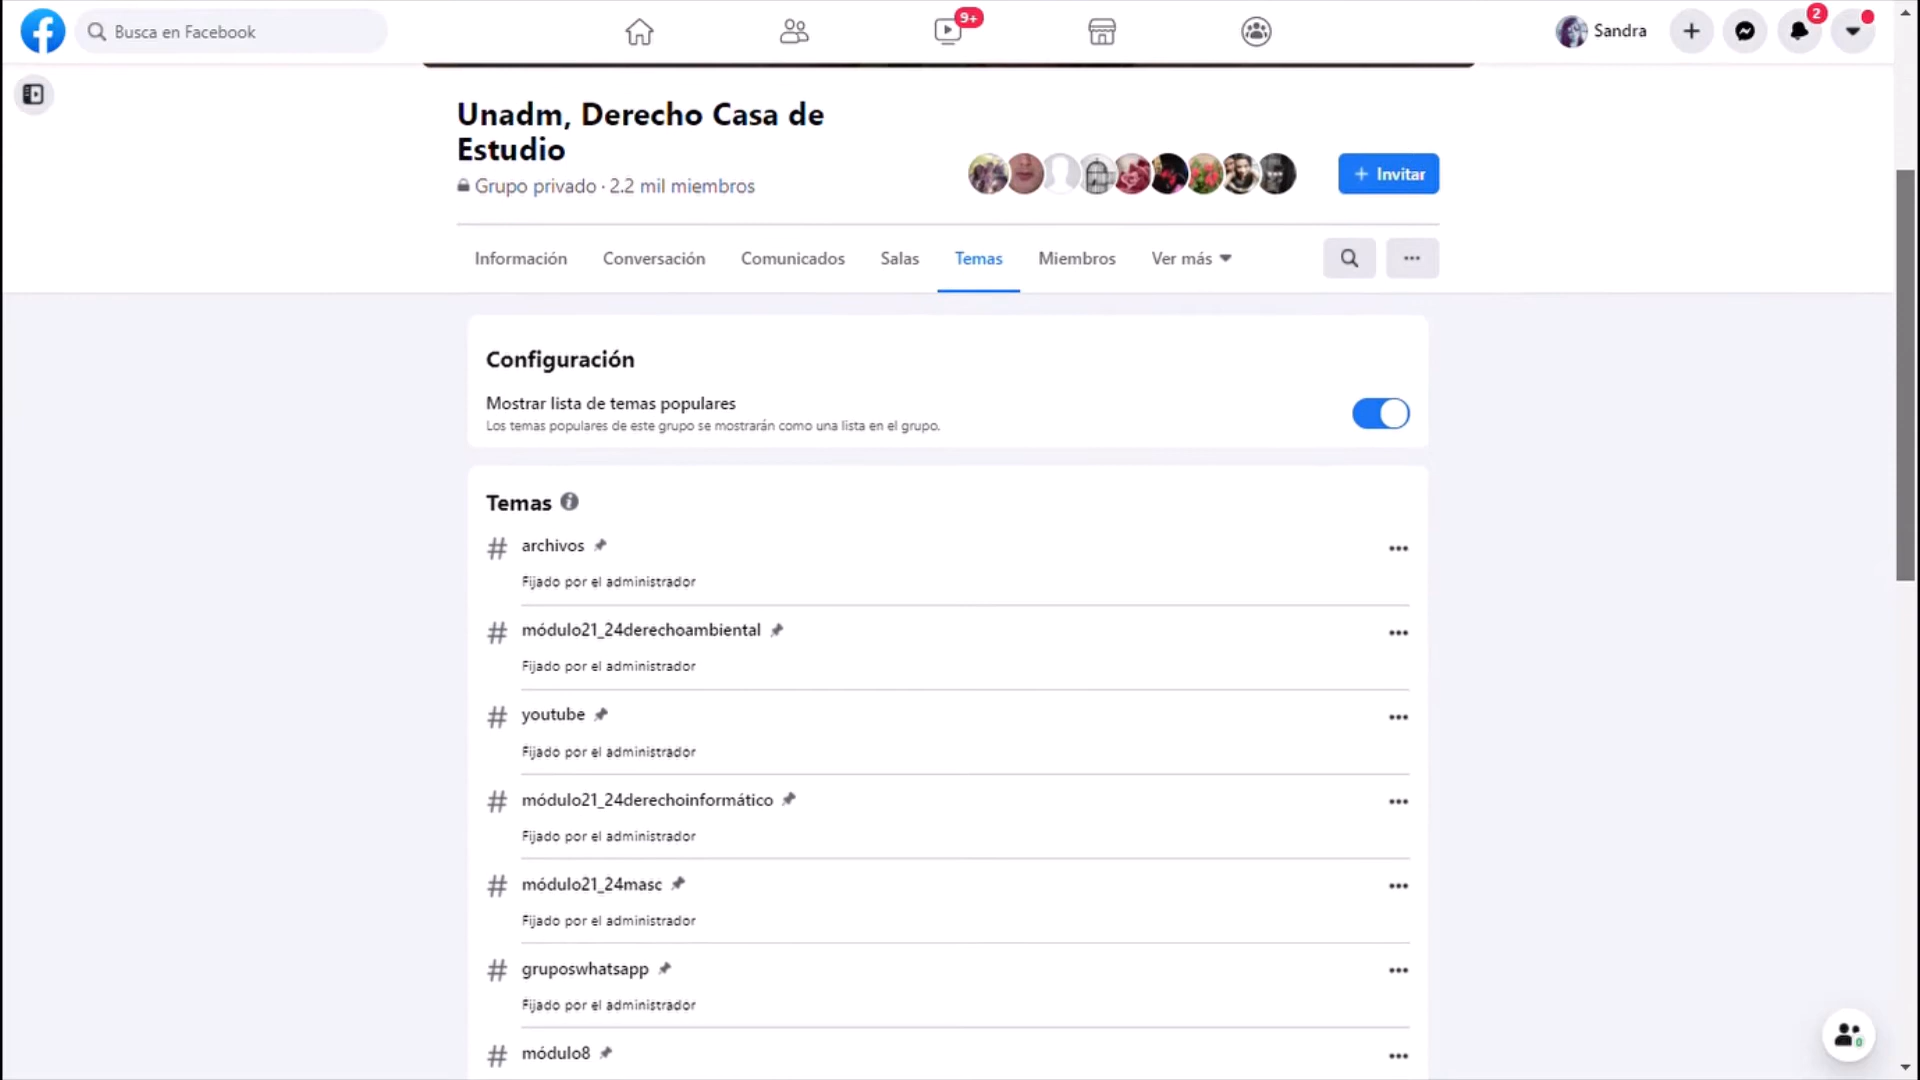 Busca en Facebook
9+
Sandra
2
Unadm, Derecho Casa de
Estudio
Grupo privado · 2.2 mil miembros
+ Invitar
Información
Conversación
Comunicados
Salas
Temas
Miembros
Ver más
Configuración
Mostrar lista de temas populares
Los temas populares de este grupo se mostrarán como una lista en el grupo.
Temas
# archivos
Fijado por el administrador
# módulo21_24derechoambiental
Fijado por el administrador
# youtube
Fijado por el administrador
# módulo21_24derechoinformático
Fijado por el administrador
# módulo21_24masc
Fijado por el administrador
# gruposwhatsapp
Fijado por el administrador
# módulo8
0